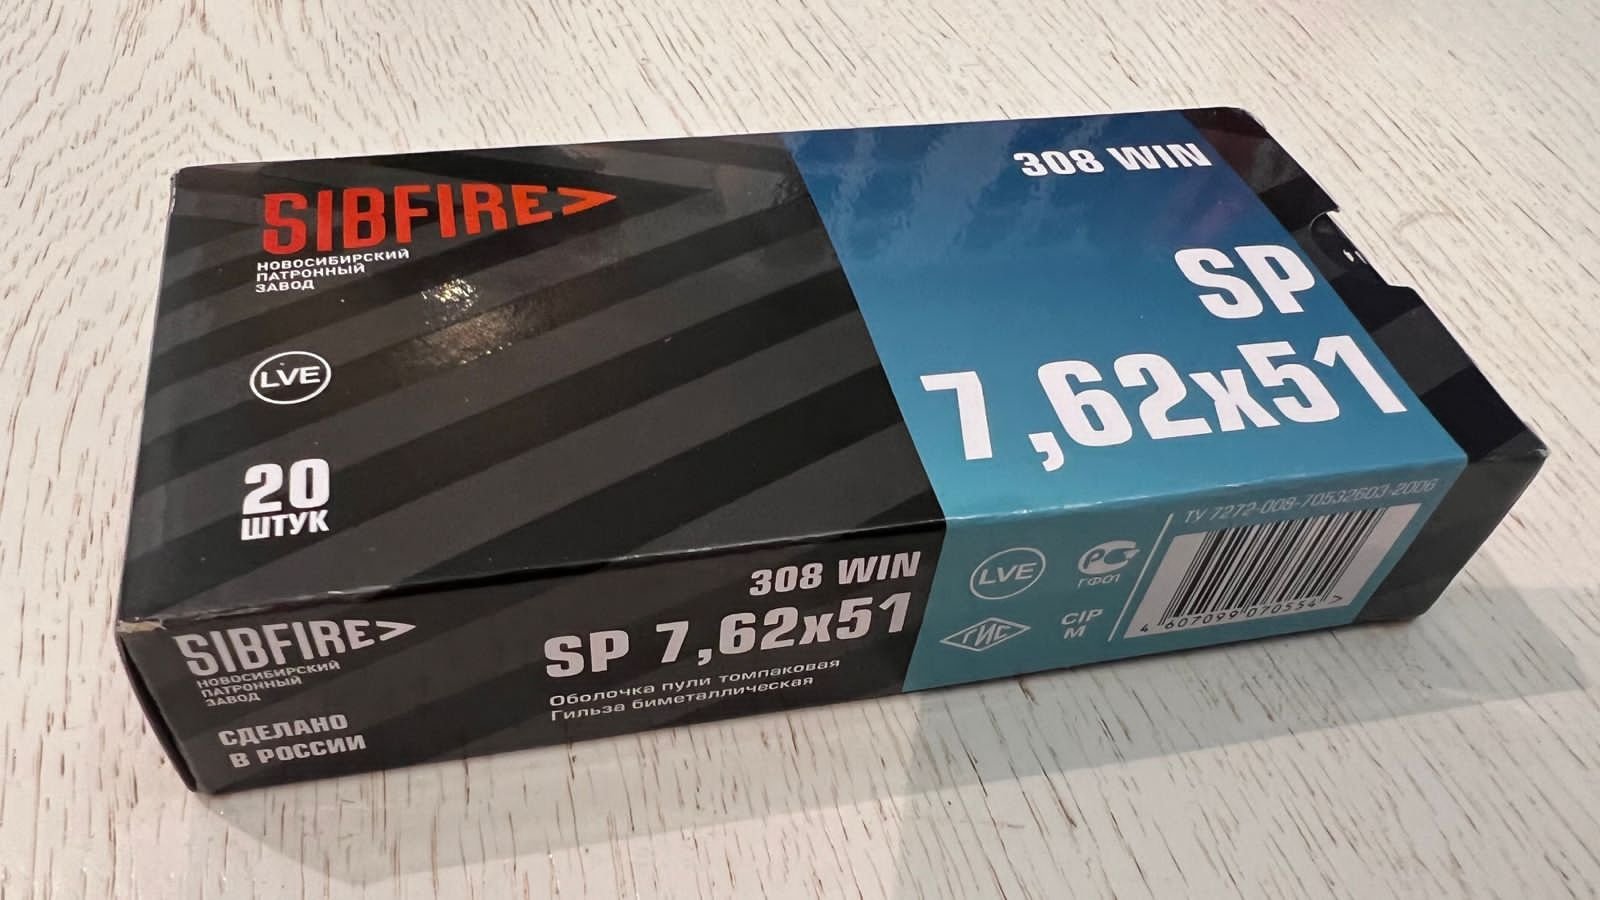 SIBFIRE>
НОВОСИБИРСКИЙ
ПАТРОННЫЙ
ЗАВОД
LVE
20
ШТУК
308 WIN
SP
7,62x51
SIBFIRE>
НОВОСИБИРСКИЙ
ПАТРОННЫЙ
ЗАВОД
СДЕЛАНО
В РОССИИ
308 WIN
SP 7,62x51
Оболочка пули томпаковая
Гильза биметаллическая
LVE
РСТ
ГФ01
ГИС
CIP
M
ТУ 7272-008-70532603-2006
4 607099 070554 >